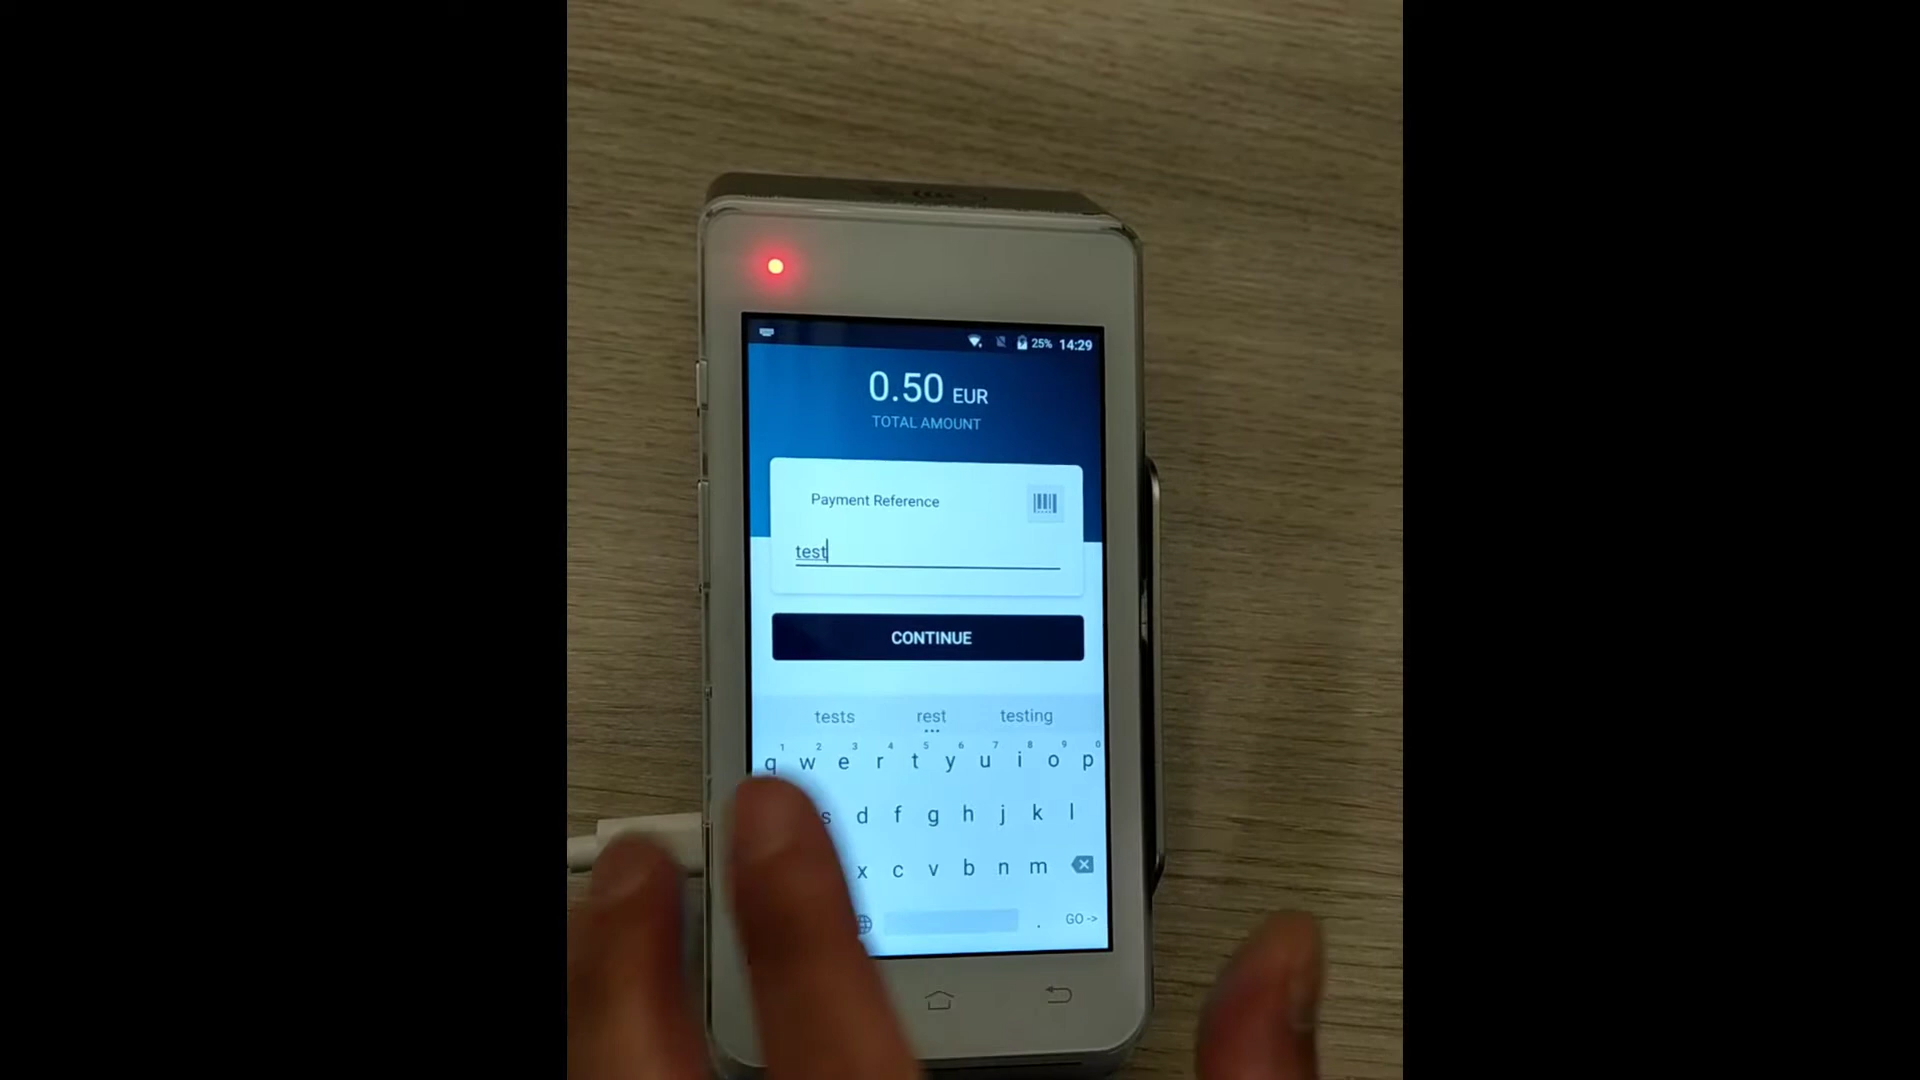 25% 14:29
0.50 EUR
TOTAL AMOUNT
Payment Reference
test
CONTINUE
tests rest testing
1 2 3 4 5 6 7 8 9 0
q w e r t y u i o p
s d f g h j k l
x c v b n m
. GO ->